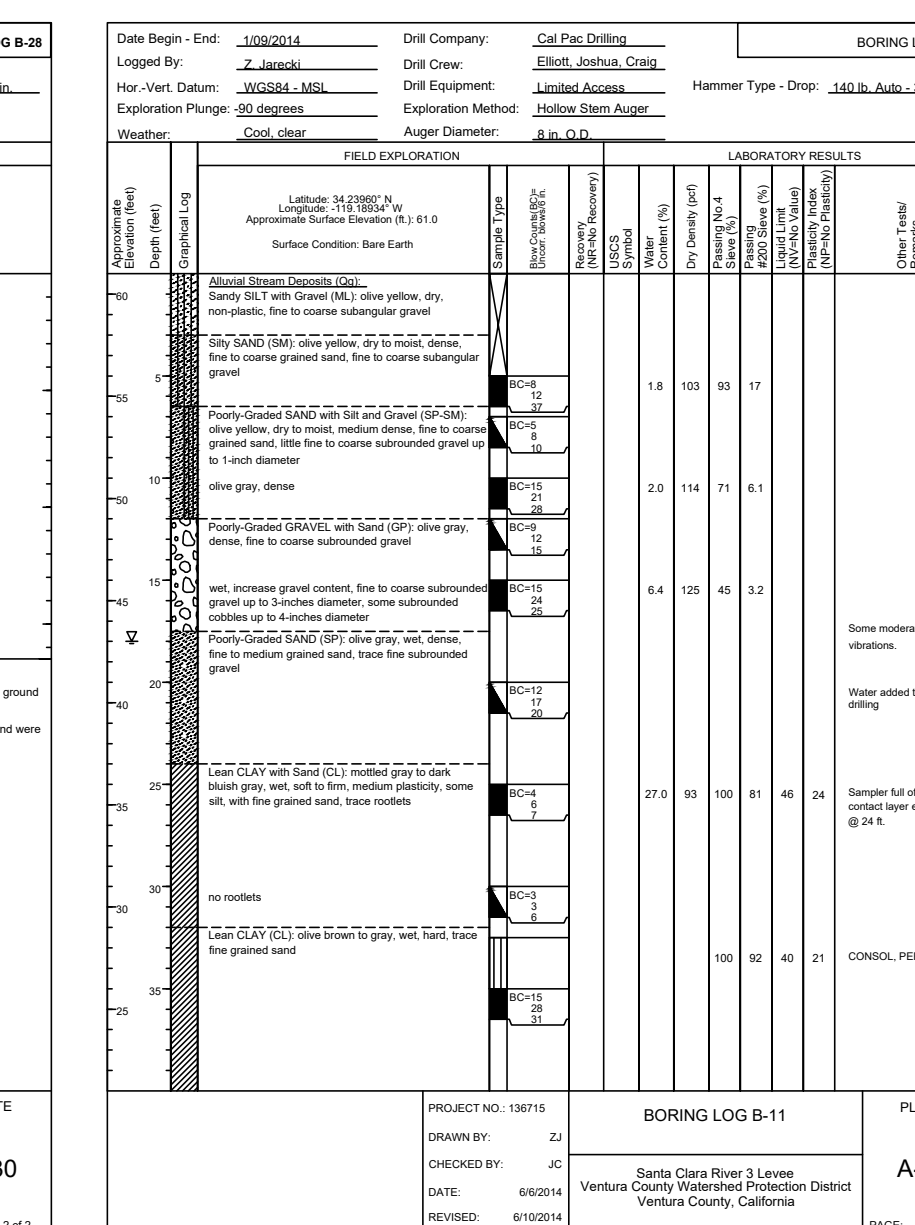 G B-28
in.
ground
nd were
TE
30
2 of 2
Date Begin - End: 1/09/2014
Drill Company: Cal Pac Drilling
BORING L
Logged By: Z. Jarecki
Drill Crew: Elliott, Joshua, Craig
Hor.-Vert. Datum: WGS84 - MSL
Drill Equipment: Limited Access
Hammer Type - Drop: 140 lb. Auto -
Exploration Plunge: -90 degrees
Exploration Method: Hollow Stem Auger
Weather: Cool, clear
Auger Diameter: 8 in. O.D.
FIELD EXPLORATION
LABORATORY RESULTS
Approximate
Elevation (feet)
Depth (feet)
Graphical Log
Latitude: 34.23960° N
Longitude: -119.18934° W
Approximate Surface Elevation (ft.): 61.0
Surface Condition: Bare Earth
Sample Type
Blow Counts(BC)=
Uncorr. blows/6 in.
Recovery
(NR=No Recovery)
USCS
Symbol
Water
Content (%)
Dry Density (pcf)
Passing No.4
Sieve (%)
Passing
#200 Sieve (%)
Liquid Limit
(NV=No Value)
Plasticity Index
(NP=No Plasticity)
Other Tests/
Remarks
Alluvial Stream Deposits (Qg):
60
Sandy SILT with Gravel (ML): olive yellow, dry,
non-plastic, fine to coarse subangular gravel
Silty SAND (SM): olive yellow, dry to moist, dense,
fine to coarse grained sand, fine to coarse subangular
gravel
5
55
BC=8
12
37
1.8 103 93 17
Poorly-Graded SAND with Silt and Gravel (SP-SM):
olive yellow, dry to moist, medium dense, fine to coarse
grained sand, little fine to coarse subrounded gravel up
to 1-inch diameter
BC=5
8
10
10
50
olive gray, dense
BC=15
21
28
2.0 114 71 6.1
Poorly-Graded GRAVEL with Sand (GP): olive gray,
dense, fine to coarse subrounded gravel
BC=9
12
15
15
45
wet, increase gravel content, fine to coarse subrounded
gravel up to 3-inches diameter, some subrounded
cobbles up to 4-inches diameter
BC=15
24
25
6.4 125 45 3.2
Some modera
vibrations.
Poorly-Graded SAND (SP): olive gray, wet, dense,
fine to medium grained sand, trace fine subrounded
gravel
20
40
BC=12
17
20
Water added t
drilling
Lean CLAY with Sand (CL): mottled gray to dark
bluish gray, wet, soft to firm, medium plasticity, some
silt, with fine grained sand, trace rootlets
25
35
BC=4
6
7
27.0 93 100 81 46 24
Sampler full of
contact layer e
@ 24 ft.
30
30
no rootlets
BC=3
3
6
Lean CLAY (CL): olive brown to gray, wet, hard, trace
fine grained sand
100 92 40 21
CONSOL, PE
35
25
BC=15
28
31
PROJECT NO.: 136715
DRAWN BY: ZJ
CHECKED BY: JC
DATE: 6/6/2014
REVISED: 6/10/2014
BORING LOG B-11
Santa Clara River 3 Levee
Ventura County Watershed Protection District
Ventura County, California
PL
A-
PAGE: